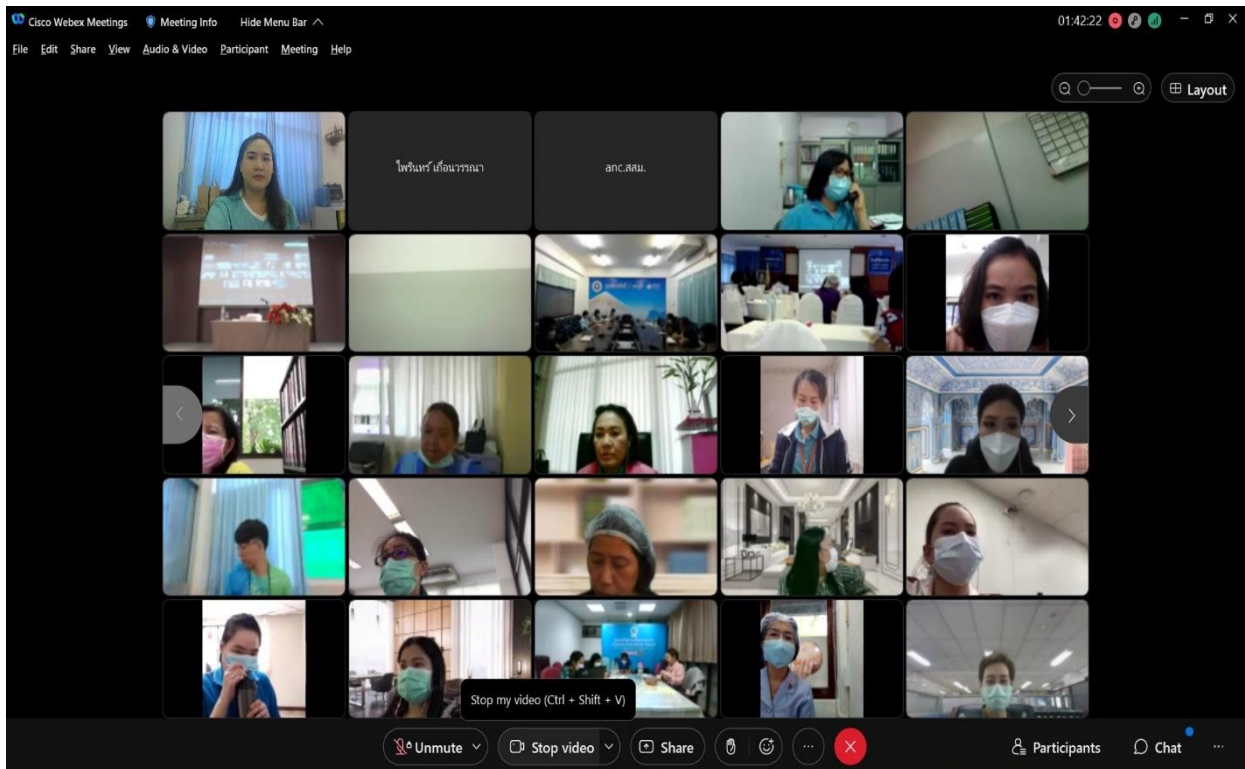 Cisco Webex Meetings Meeting Info Hide Menu Bar 01:42:22
File Edit Share View Audio & Video Participant Meeting Help
Layout
ไพรินทร์ เถื่อนวรรณา
anc.สสม.
Stop my video (Ctrl + Shift + V)
Unmute Stop video Share Participants Chat